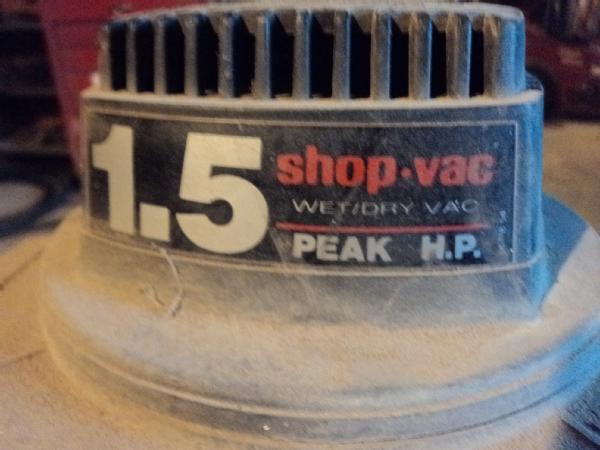 1.5
shop·vac
WET/DRY VAC
PEAK H.P.